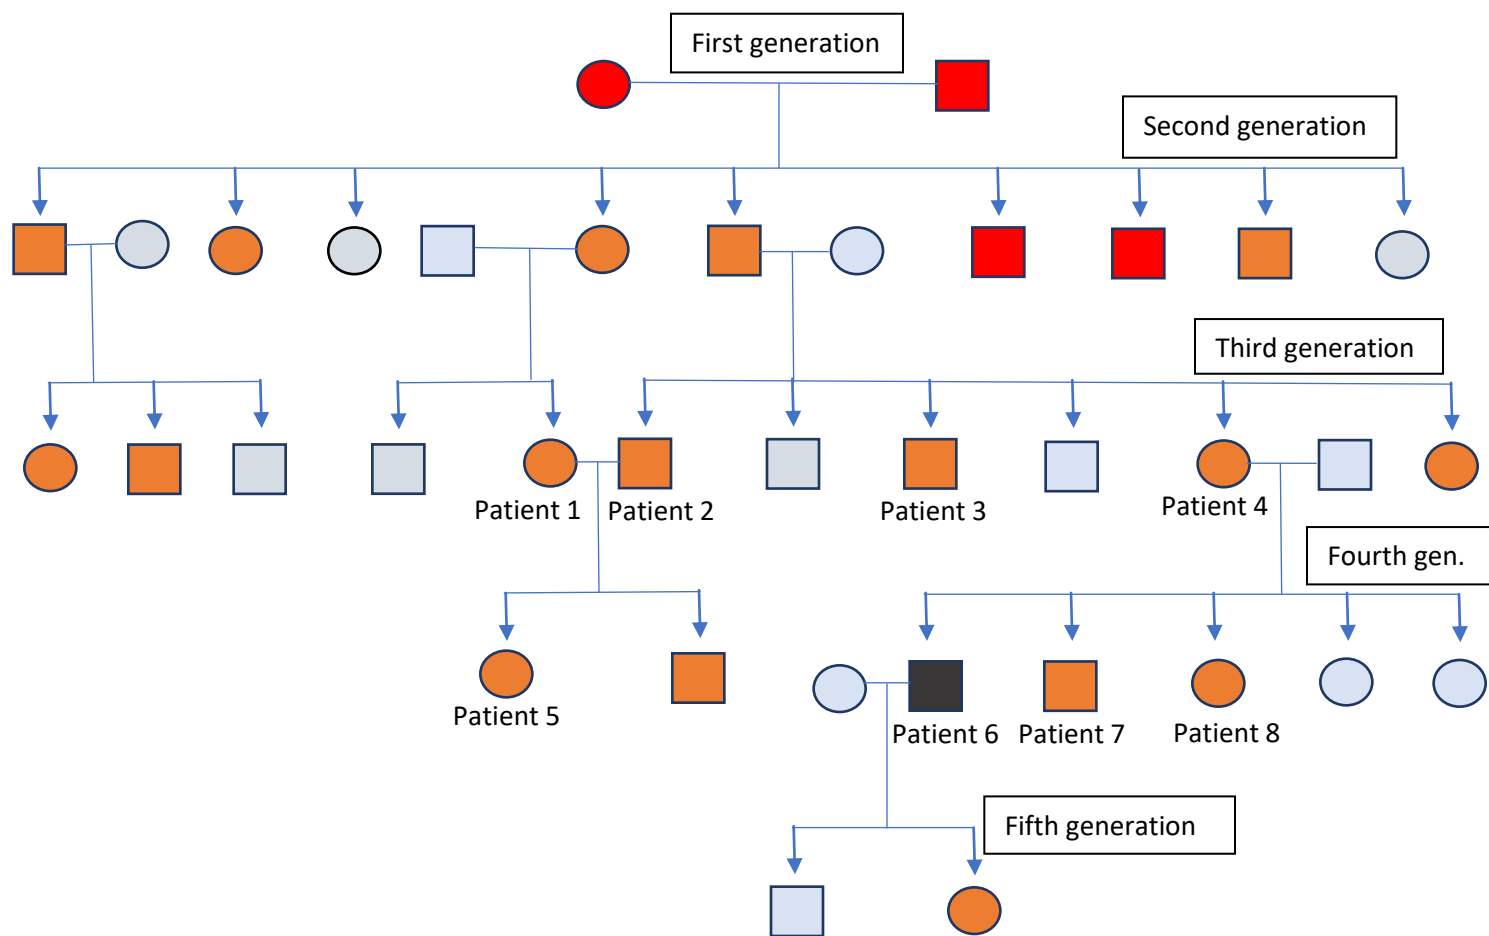 First generation
Second generation
Third generation
Patient 1
Patient 2
Patient 3
Patient 4
Fourth gen.
Patient 5
Patient 6
Patient 7
Patient 8
Fifth generation